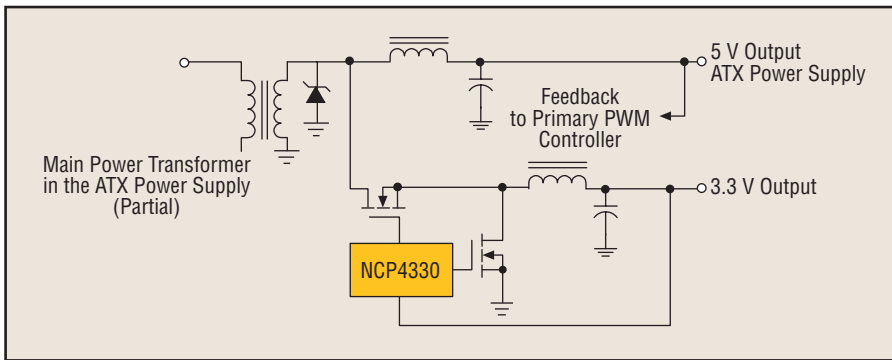 5 V Output
ATX Power Supply
Feedback
to Primary PWM
Controller
Main Power Transformer
in the ATX Power Supply
(Partial)
3.3 V Output
NCP4330